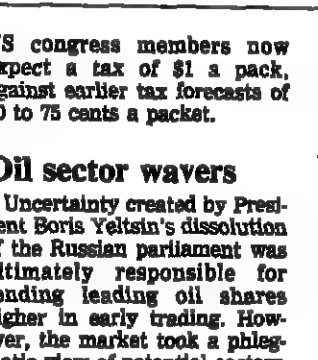 S congress members now
xpect a tax of $1 a pack,
gainst earlier tax forecasts of
0 to 75 cents a packet.
Oil sector wavers
Uncertainty created by Presi-
ent Boris Yeltsin's dissolution
f the Russian parliament was
ltimately responsible for
ending leading oil shares
igher in early trading. How-
ver, the market took a phleg-